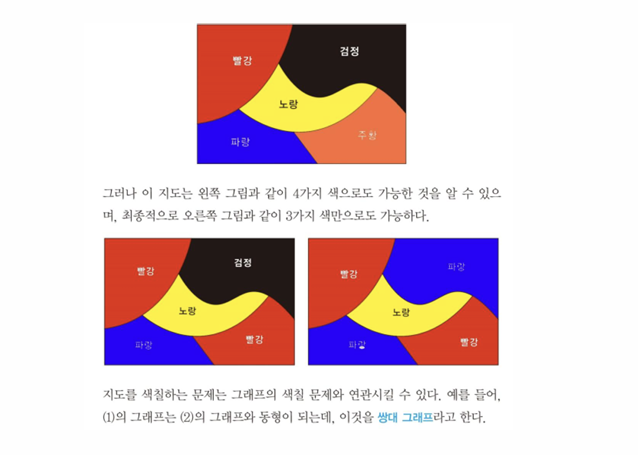 빨강
검정
노랑
파랑
주황
그러나 이 지도는 왼쪽 그림과 같이 4가지 색으로도 가능한 것을 알 수 있으
며, 최종적으로 오른쪽 그림과 같이 3가지 색만으로도 가능하다.
빨강
검정
노랑
파랑
빨강
빨강
파랑
노랑
파랑
빨강
지도를 색칠하는 문제는 그래프의 색칠 문제와 연관시킬 수 있다. 예를 들어,
(1)의 그래프는 (2)의 그래프와 동형이 되는데, 이것을 쌍대 그래프라고 한다.